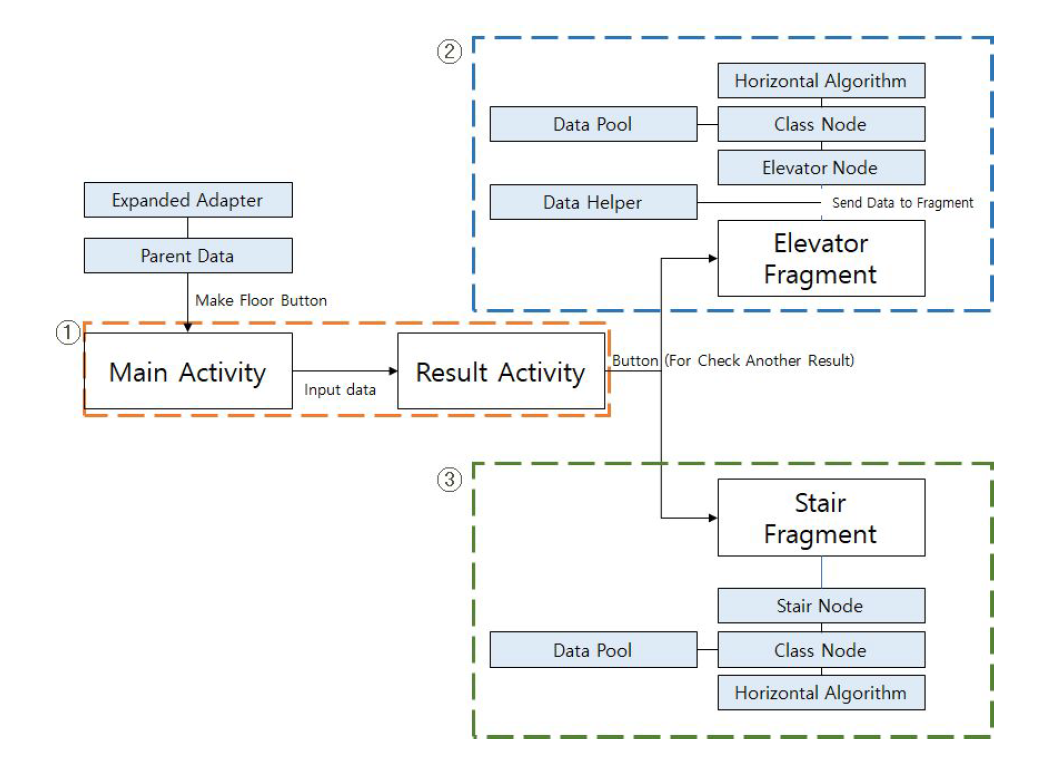 ②
Horizontal Algorithm
Data Pool
Class Node
Elevator Node
Expanded Adapter
Data Helper
Send Data to Fragment
Parent Data
Elevator
Fragment
Make Floor Button
①
Main Activity
Input data
Result Activity
Button (For Check Another Result)
③
Stair
Fragment
Stair Node
Data Pool
Class Node
Horizontal Algorithm